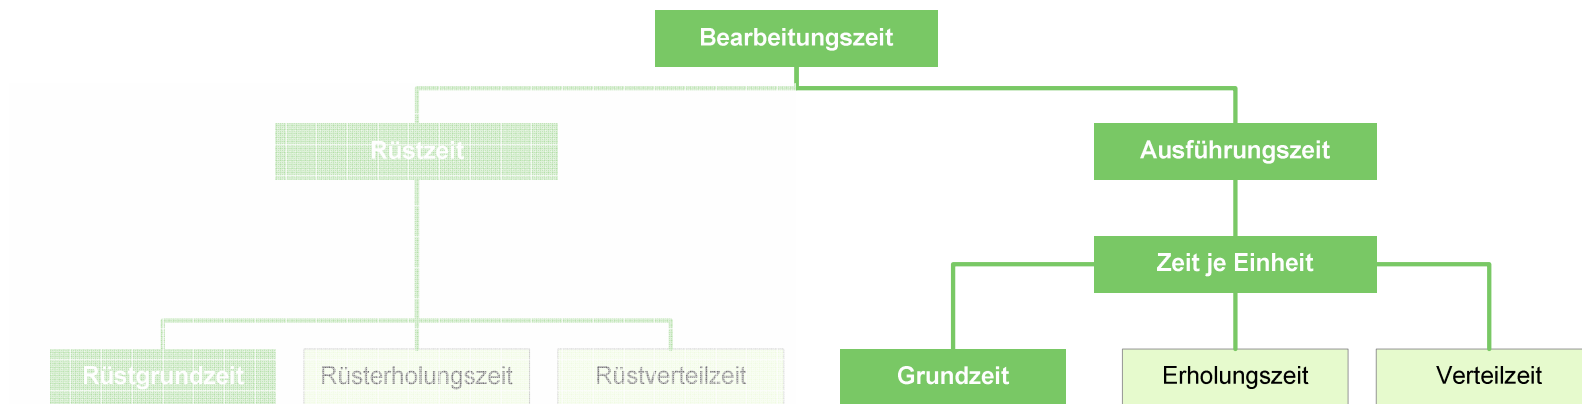 Bearbeitungszeit
Rüstzeit
Ausführungszeit
Zeit je Einheit
Rüstgrundzeit
Rüsterholungszeit
Rüstverteilzeit
Grundzeit
Erholungszeit
Verteilzeit